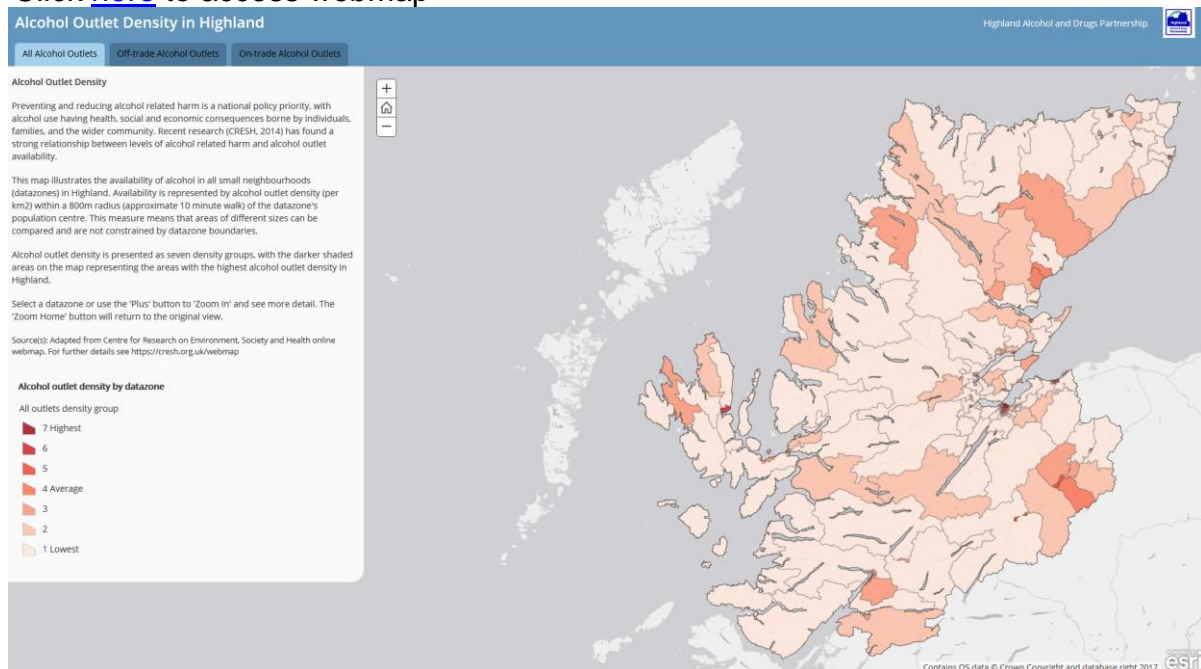 Click here to access webmap
Alcohol Outlet Density in Highland
Highland Alcohol and Drugs Partnership
All Alcohol Outlets
Off-trade Alcohol Outlets
On-trade Alcohol Outlets
Alcohol Outlet Density
Preventing and reducing alcohol related harm is a national policy priority, with
alcohol use having health, social and economic consequences borne by individuals,
families, and the wider community. Recent research (CRESH, 2014) has found a
strong relationship between levels of alcohol related harm and alcohol outlet
availability.
This map illustrates the availability of alcohol in all small neighbourhoods
(datazones) in Highland. Availability is represented by alcohol outlet density (per
km2) within a 800m radius (approximate 10 minute walk) of the datazone's
population centre. This measure means that areas of different sizes can be
compared and are not constrained by datazone boundaries.
Alcohol outlet density is presented as seven density groups, with the darker shaded
areas on the map representing the areas with the highest alcohol outlet density in
Highland.
Select a datazone or use the 'Plus' button to 'Zoom In' and see more detail. The
'Zoom Home' button will return to the original view.
Source(s): Adapted from Centre for Research on Environment, Society and Health online
webmap. For further details see https://cresh.org.uk/webmap
Alcohol outlet density by datazone
All outlets density group
7 Highest
6
5
4 Average
3
2
1 Lowest
+
−
Contains OS data © Crown Copyright and database right 2017
esri